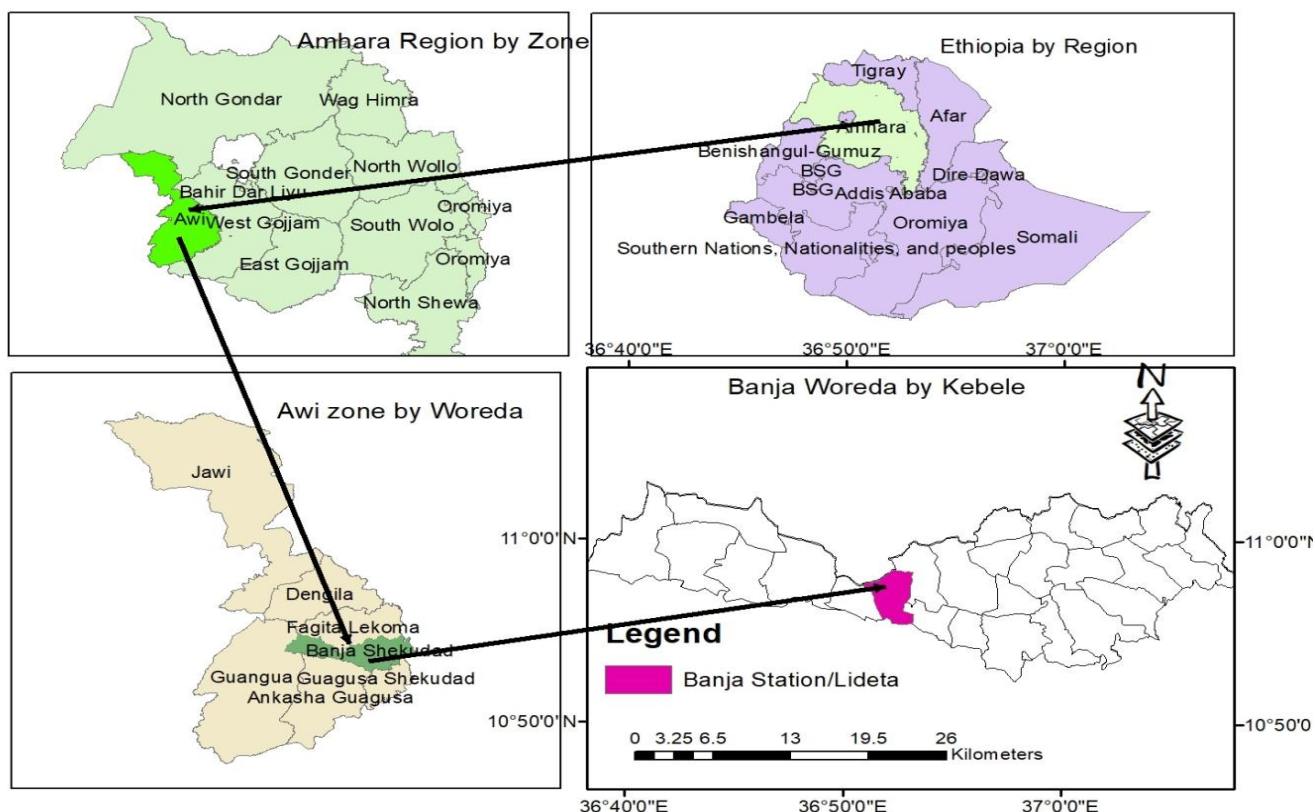 Amhara Region by Zone
North Gondar
Wag Himra
South Gonder
North Wollo
Bahir Dar Liyu
Oromiya
Awi
West Gojjam
South Wolo
East Gojjam
Oromiya
North Shewa
Ethiopia by Region
Tigray
Afar
Amhara
Benishangul-Gumuz
BSG
Dire Dawa
BSG
Addis Ababa
Gambela
Oromiya
Somali
Southern Nations, Nationalities, and peoples
Awi zone by Woreda
Jawi
Dengila
Fagita Lekoma
Banja Shekudad
Guangua
Guagusa Shekudad
Ankasha Guagusa
36°40'0"E
36°50'0"E
37°0'0"E
Banja Woreda by Kebele
N
11°0'0"N
11°0'0"N
Legend
Banja Station/Lideta
10°50'0"N
10°50'0"N
0 3.25 6.5 13 19.5 26
Kilometers
36°40'0"E
36°50'0"E
37°0'0"E